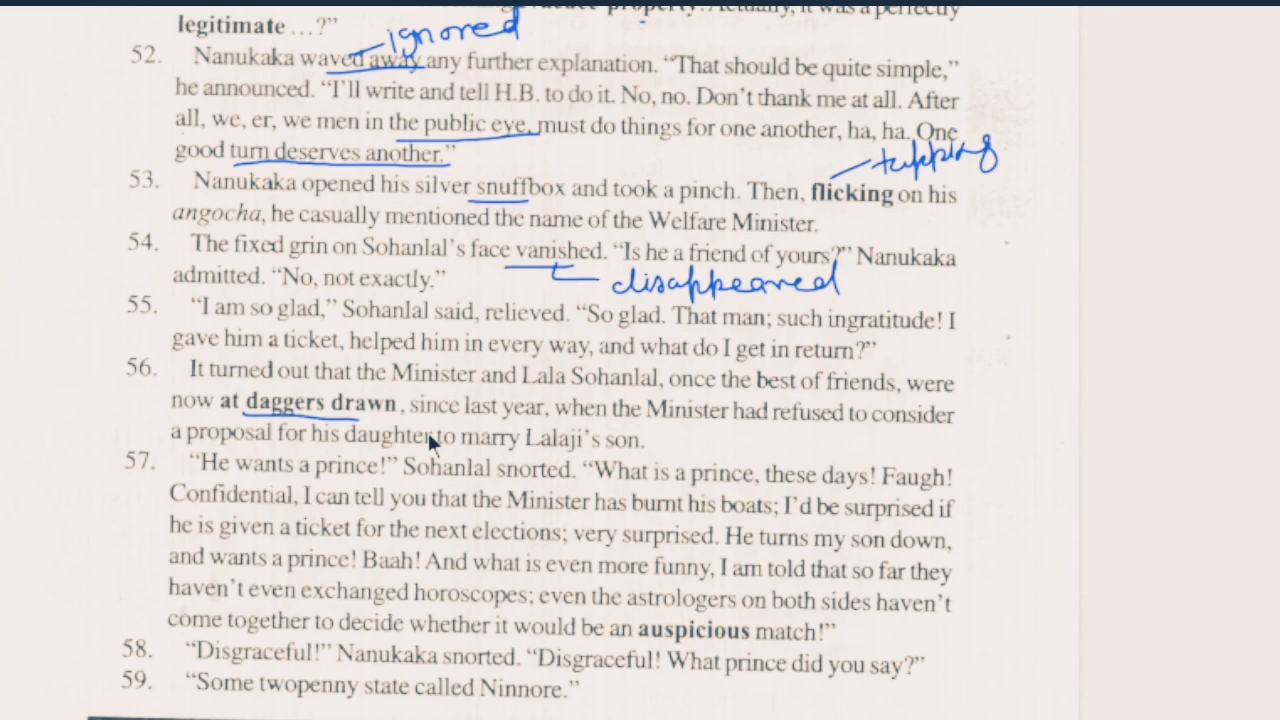 property. Actually, it was a perfectly
legitimate ...?"
ignored
52. Nanukaka waved away any further explanation. "That should be quite simple,"
he announced. "I'll write and tell H.B. to do it. No, no. Don't thank me at all. After
all, we, er, we men in the public eye, must do things for one another, ha, ha. One
good turn deserves another."
tupping
53. Nanukaka opened his silver snuffbox and took a pinch. Then, flicking on his
angocha, he casually mentioned the name of the Welfare Minister.
54. The fixed grin on Sohanlal's face vanished. "Is he a friend of yours?" Nanukaka
admitted. "No, not exactly."
disappeared
55. "I am so glad," Sohanlal said, relieved. "So glad. That man; such ingratitude! I
gave him a ticket, helped him in every way, and what do I get in return?"
56. It turned out that the Minister and Lala Sohanlal, once the best of friends, were
now at daggers drawn, since last year, when the Minister had refused to consider
a proposal for his daughter to marry Lalaji's son.
57. "He wants a prince!" Sohanlal snorted. "What is a prince, these days! Faugh!
Confidential, I can tell you that the Minister has burnt his boats; I'd be surprised if
he is given a ticket for the next elections; very surprised. He turns my son down,
and wants a prince! Baah! And what is even more funny, I am told that so far they
haven't even exchanged horoscopes; even the astrologers on both sides haven't
come together to decide whether it would be an auspicious match!"
58. "Disgraceful!" Nanukaka snorted. "Disgraceful! What prince did you say?"
59. "Some twopenny state called Ninnore."